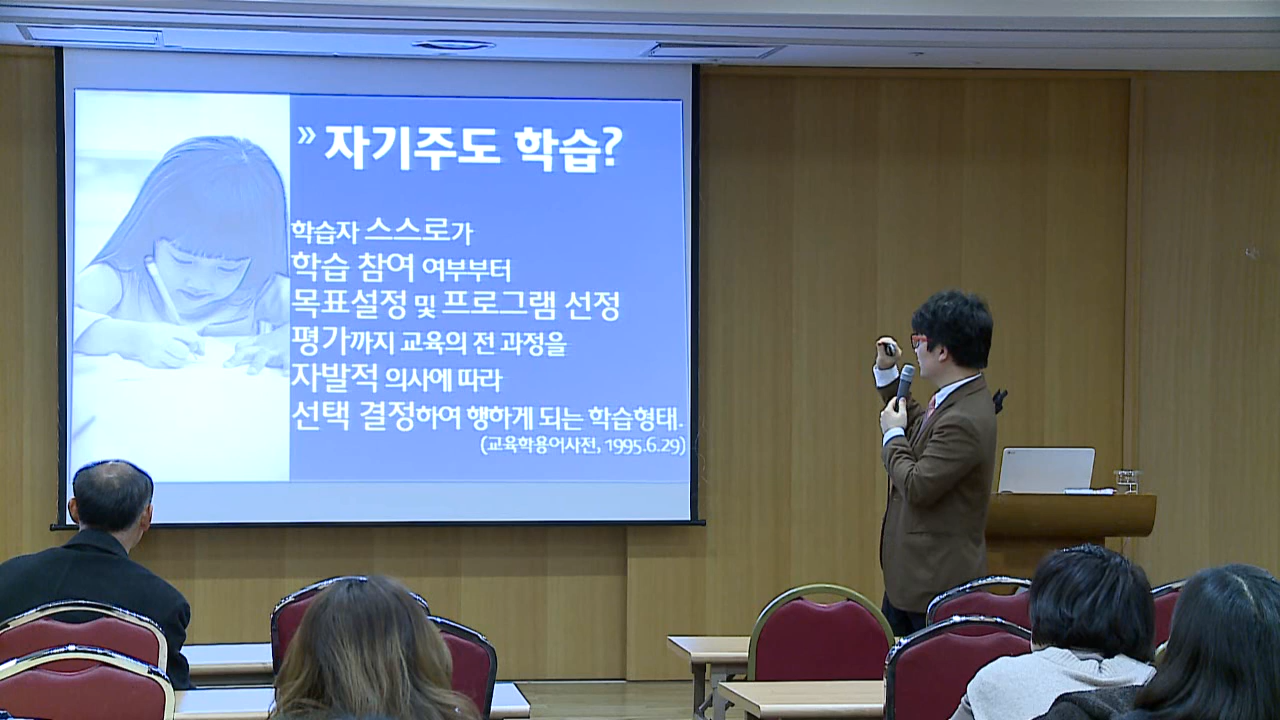 » 자기주도 학습?
학습자 스스로가
학습 참여 여부부터
목표설정 및 프로그램 선정
평가까지 교육의 전 과정을
자발적 의사에 따라
선택 결정하여 행하게 되는 학습형태.
(교육학용어사전, 1995.6.29)